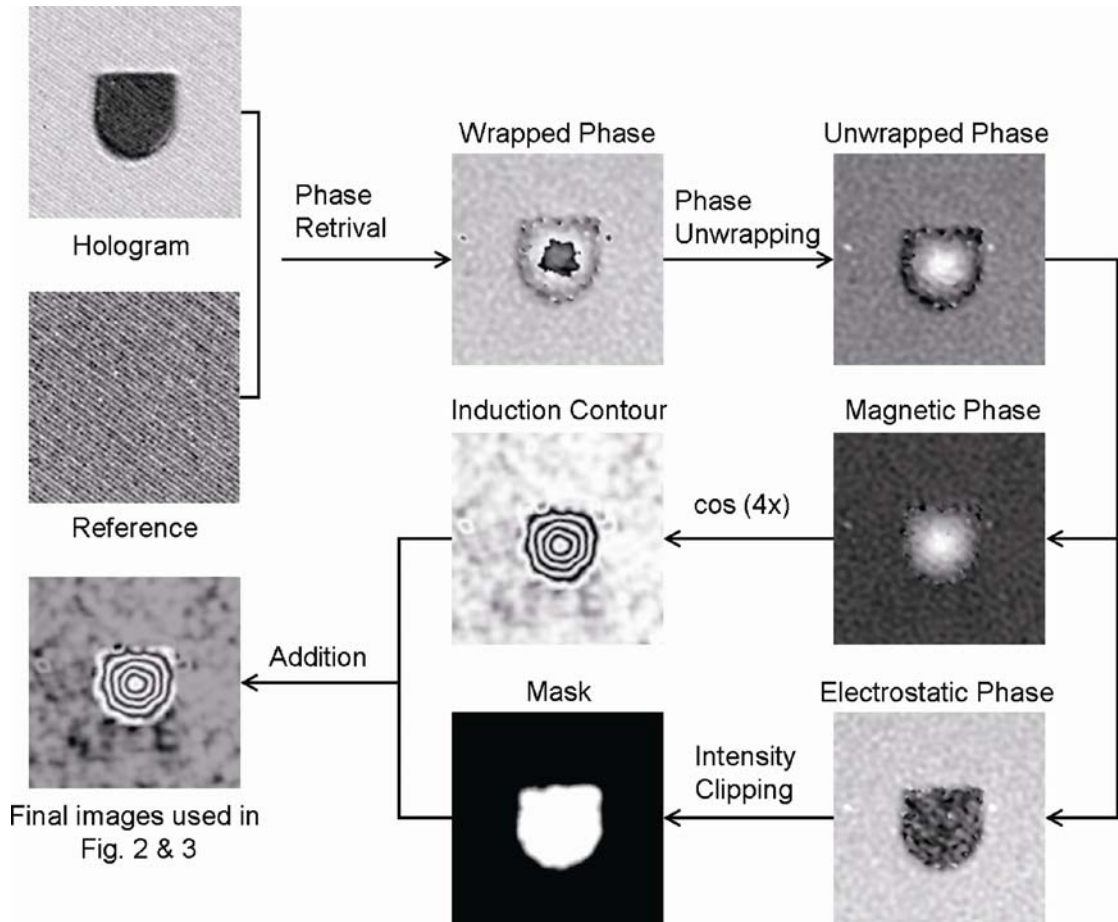 Hologram
Reference
Phase
Retrival
Wrapped Phase
Phase
Unwrapping
Unwrapped Phase
Induction Contour
cos (4x)
Magnetic Phase
Addition
Mask
Intensity
Clipping
Electrostatic Phase
Final images used in
Fig. 2 & 3